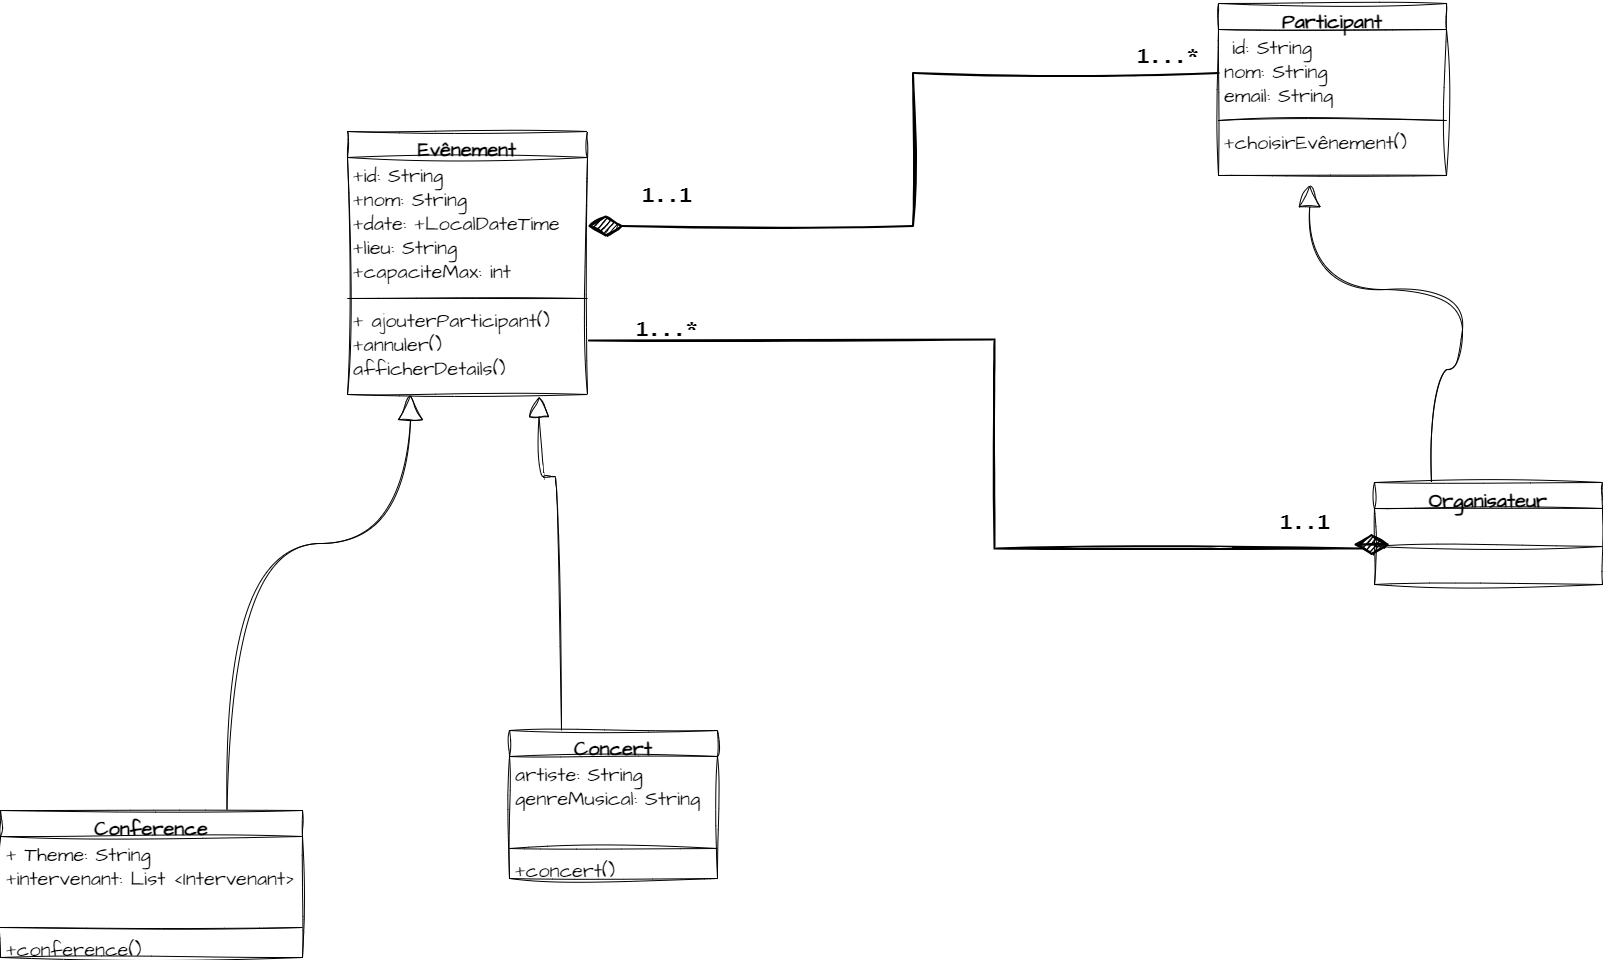 Participant
id: String
nom: String
email: String
+choisirEvênement()
1...*
Evênement
+id: String
+nom: String
+date: +LocalDateTime
+lieu: String
+capaciteMax: int
+ ajouterParticipant()
+annuler()
afficherDetails()
1..1
1...*
1..1
Organisateur
Concert
artiste: String
genreMusical: String
+concert()
Conference
+ Theme: String
+intervenant: List <Intervenant>
+conference()